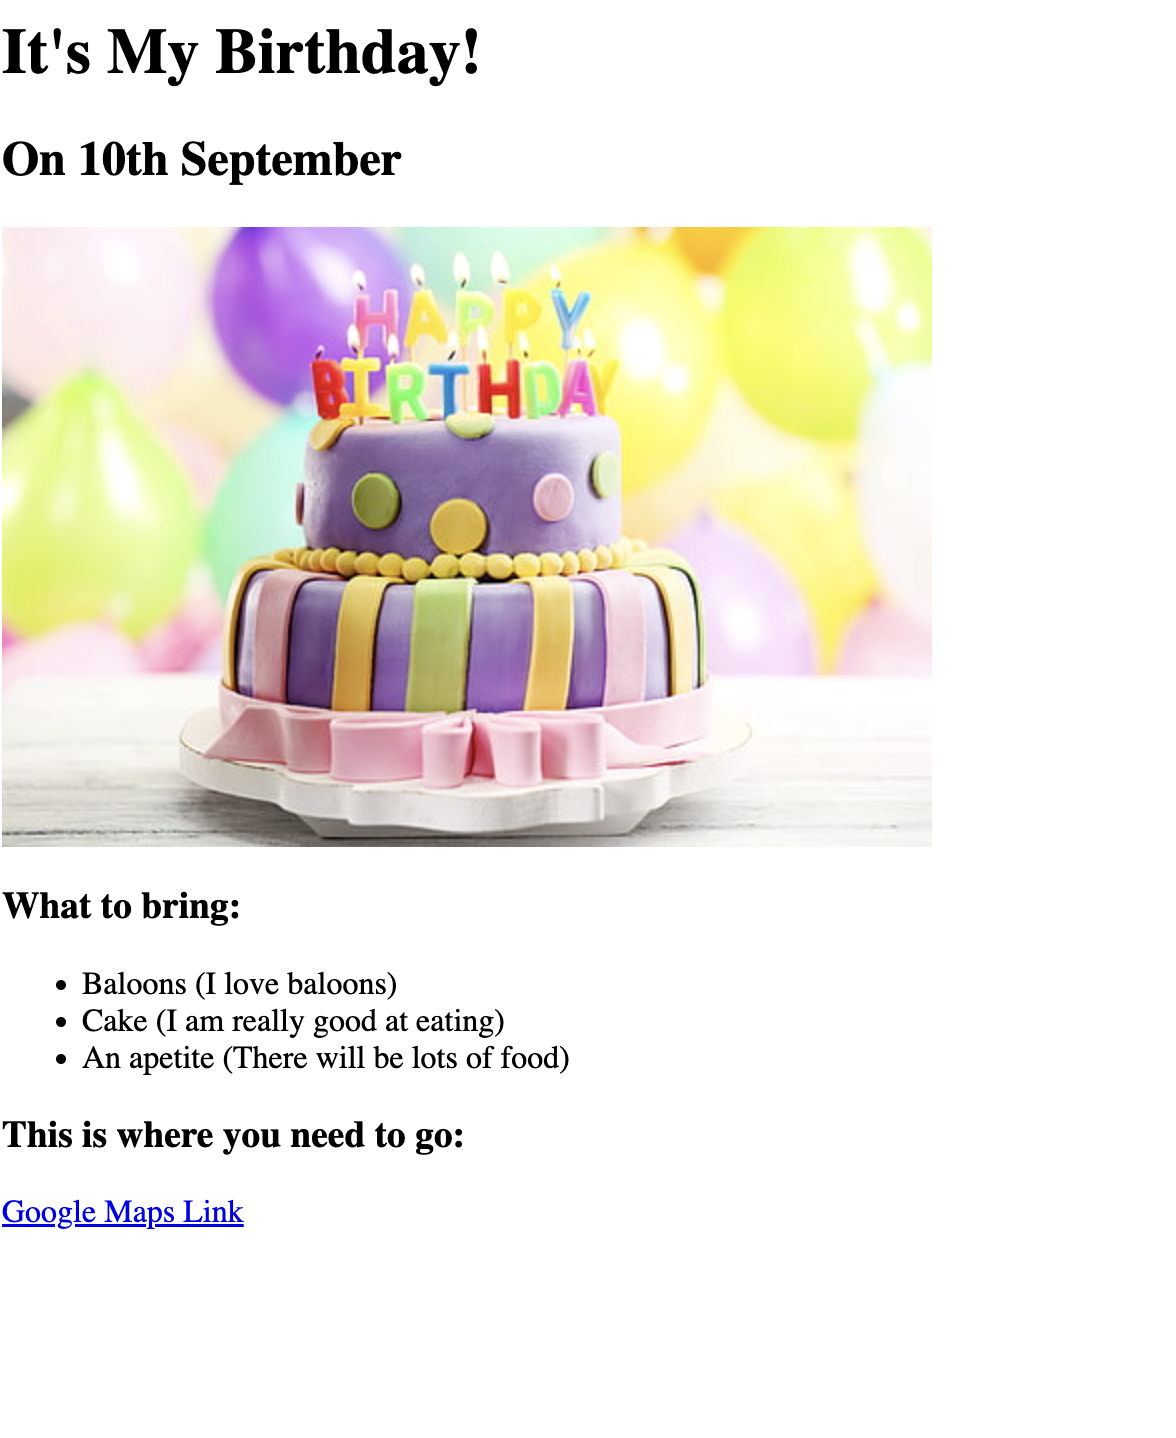 It's My Birthday!
On 10th September
HAPPY
BIRTHDAY
What to bring:
Baloons (I love baloons)
Cake (I am really good at eating)
An apetite (There will be lots of food)
This is where you need to go:
Google Maps Link